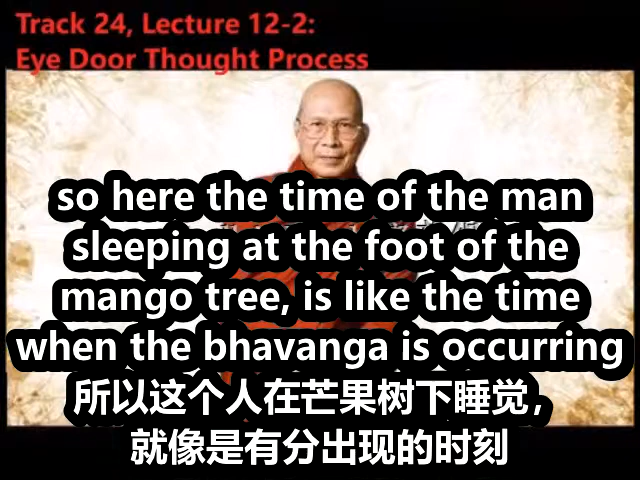 Track 24, Lecture 12-2:
Eye Door Thought Process
so here the time of the man
sleeping at the foot of the
mango tree, is like the time
when the bhavanga is occurring
所以这个人在芒果树下睡觉，
就像是有分出现的时刻